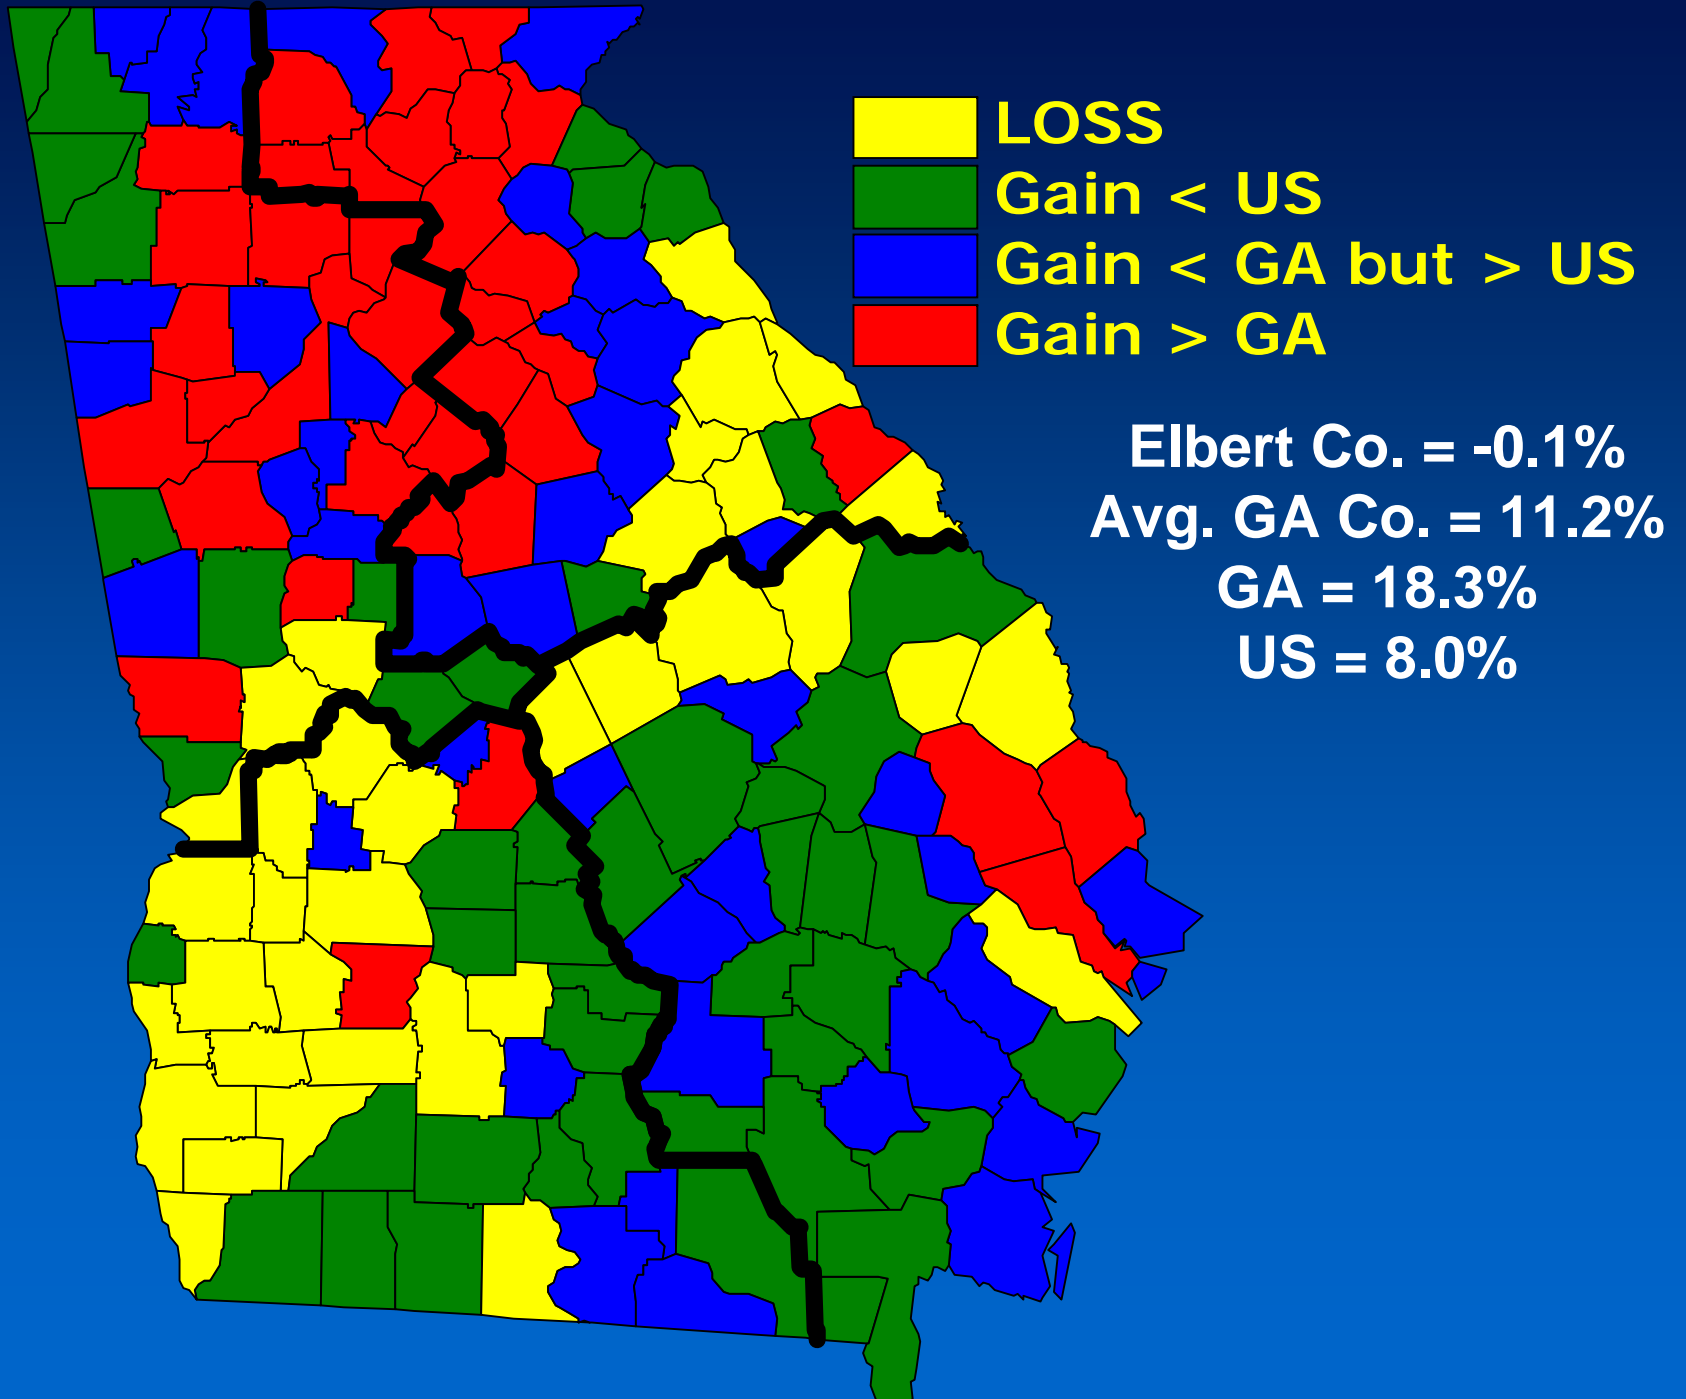 LOSS
Gain < US
Gain < GA but > US
Gain > GA
Elbert Co. = -0.1%
Avg. GA Co. = 11.2%
GA = 18.3%
US = 8.0%